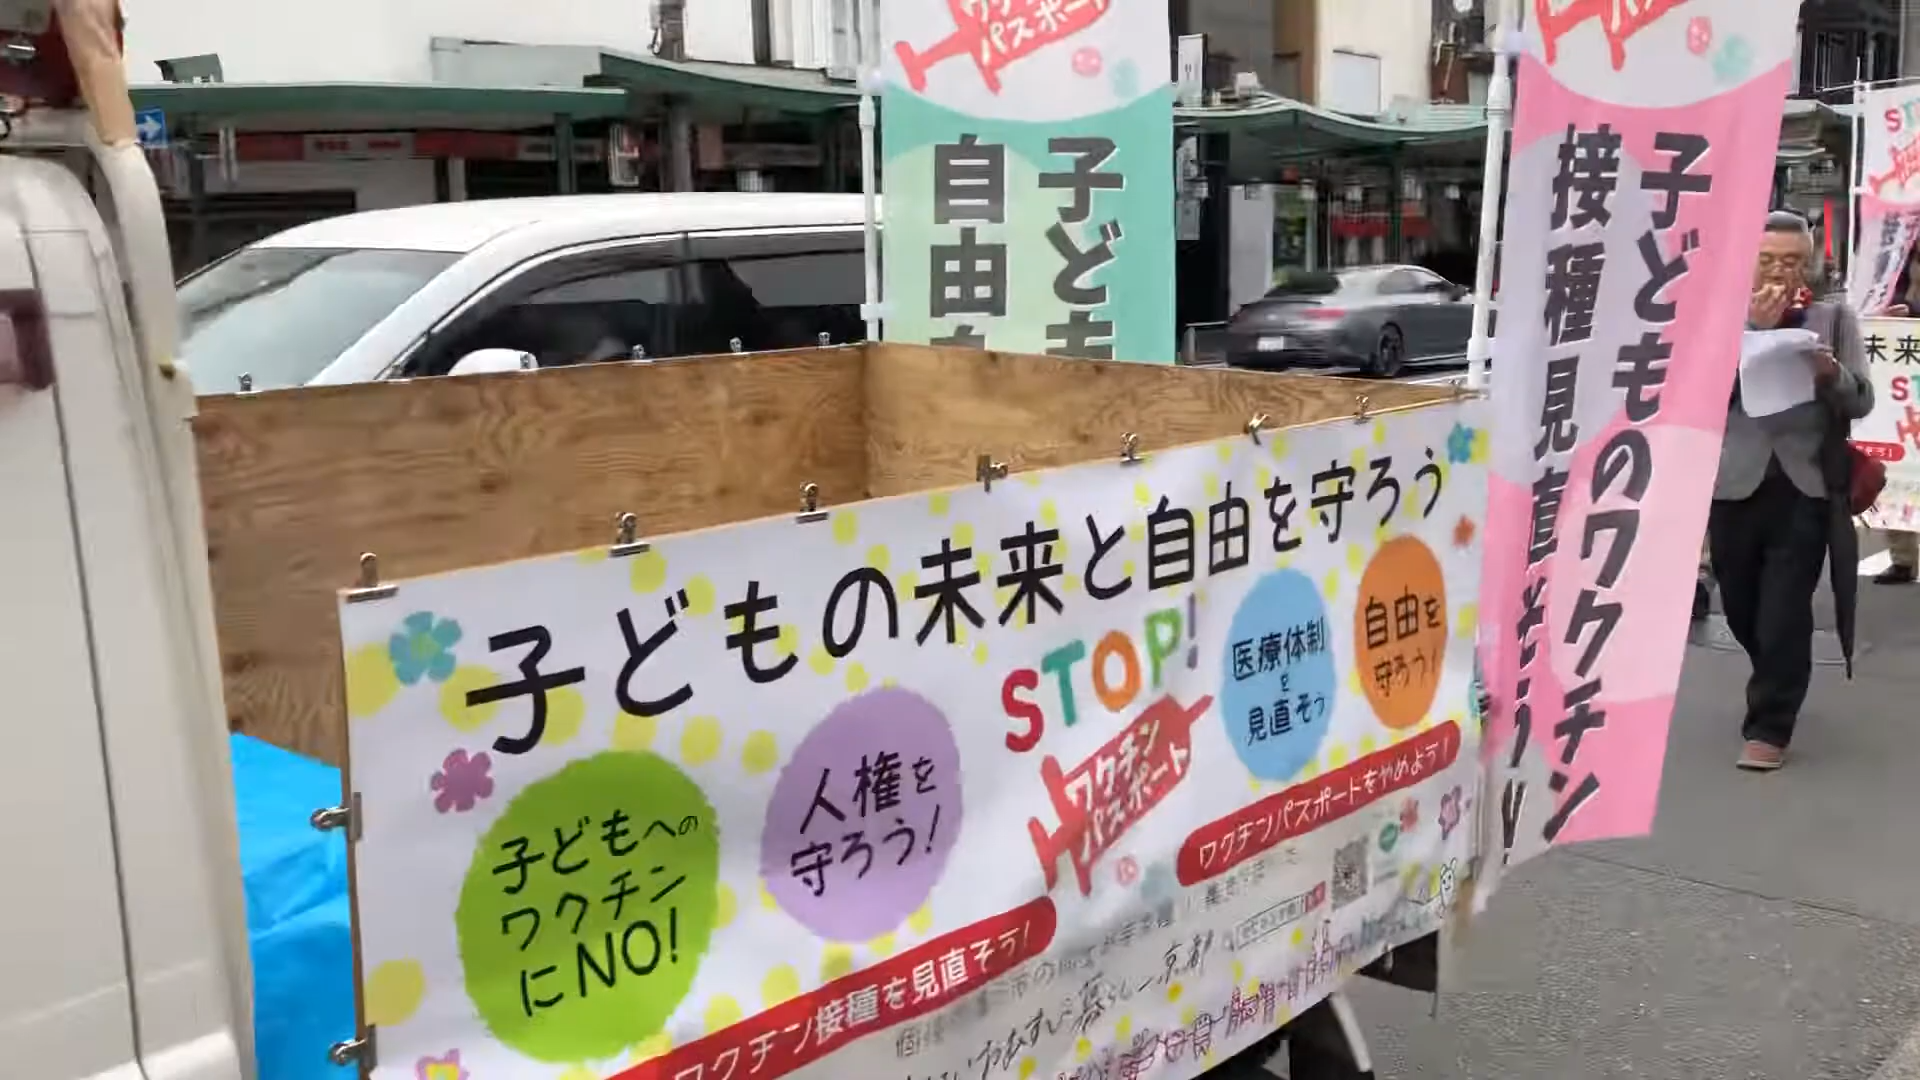 ワクチン
パスポート
子ども
自由
子どものワクチン
接種見直そう!!
子どもの未来と自由を守ろう
STOP!
ワクチン
パスポート
医療体制
を
見直そう
自由を
守ろう!
人権を
守ろう!
子どもへの
ワクチン
にNO!
ワクチンパスポートをやめよう!
ワクチン接種を見直そう!
京都
未来